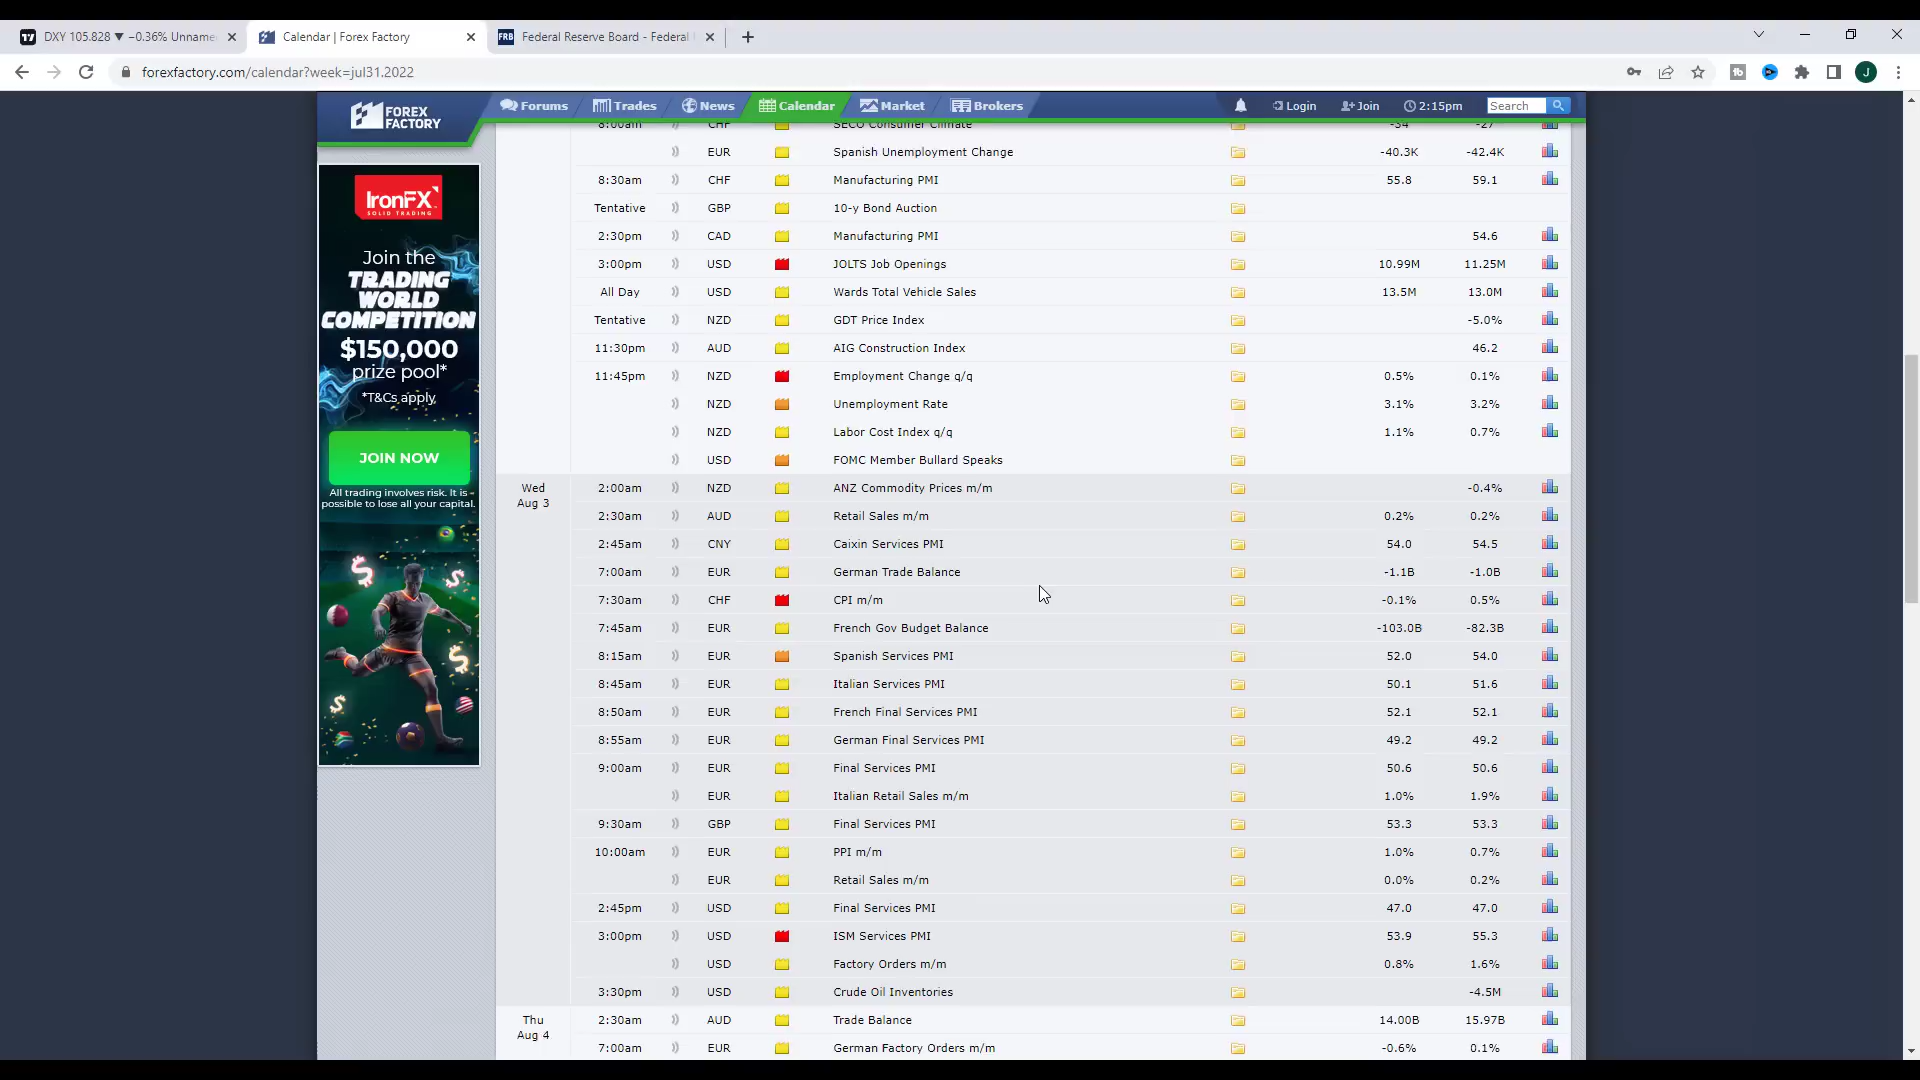 DXY 105.828 ▼ −0.36% Unname
Calendar | Forex Factory
FRB
Federal Reserve Board - Federal
forexfactory.com/calendar?week=jul31.2022
J
FOREX
FACTORY
Forums
Trades
News
Calendar
Market
Brokers
Login
Join
2:15pm
Search
8:00am CHF SECO Consumer Climate -34 -27
EUR Spanish Unemployment Change -40.3K -42.4K
8:30am CHF Manufacturing PMI 55.8 59.1
Tentative GBP 10-y Bond Auction
2:30pm CAD Manufacturing PMI 54.6
3:00pm USD JOLTS Job Openings 10.99M 11.25M
All Day USD Wards Total Vehicle Sales 13.5M 13.0M
Tentative NZD GDT Price Index -5.0%
11:30pm AUD AIG Construction Index 46.2
11:45pm NZD Employment Change q/q 0.5% 0.1%
NZD Unemployment Rate 3.1% 3.2%
NZD Labor Cost Index q/q 1.1% 0.7%
USD FOMC Member Bullard Speaks
Wed
Aug 3
2:00am NZD ANZ Commodity Prices m/m -0.4%
2:30am AUD Retail Sales m/m 0.2% 0.2%
2:45am CNY Caixin Services PMI 54.0 54.5
7:00am EUR German Trade Balance -1.1B -1.0B
7:30am CHF CPI m/m -0.1% 0.5%
7:45am EUR French Gov Budget Balance -103.0B -82.3B
8:15am EUR Spanish Services PMI 52.0 54.0
8:45am EUR Italian Services PMI 50.1 51.6
8:50am EUR French Final Services PMI 52.1 52.1
8:55am EUR German Final Services PMI 49.2 49.2
9:00am EUR Final Services PMI 50.6 50.6
EUR Italian Retail Sales m/m 1.0% 1.9%
9:30am GBP Final Services PMI 53.3 53.3
10:00am EUR PPI m/m 1.0% 0.7%
EUR Retail Sales m/m 0.0% 0.2%
2:45pm USD Final Services PMI 47.0 47.0
3:00pm USD ISM Services PMI 53.9 55.3
USD Factory Orders m/m 0.8% 1.6%
3:30pm USD Crude Oil Inventories -4.5M
Thu
Aug 4
2:30am AUD Trade Balance 14.00B 15.97B
7:00am EUR German Factory Orders m/m -0.6% 0.1%
IronFX
SOLID TRADING
Join the
TRADING
WORLD
COMPETITION
$150,000
prize pool*
*T&Cs apply
JOIN NOW
All trading involves risk. It is
possible to lose all your capital.